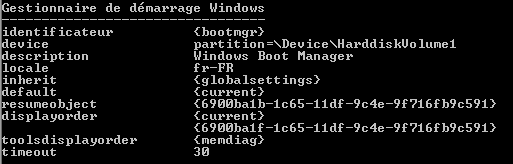 Gestionnaire de démarrage Windows
---------------------------------
identificateur          {bootmgr}
device                  partition=\Device\HarddiskVolume1
description             Windows Boot Manager
locale                  fr-FR
inherit                 {globalsettings}
default                 {current}
resumeobject            {6900ba1b-1c65-11df-9c4e-9f716fb9c591}
displayorder            {current}
                        {6900ba1f-1c65-11df-9c4e-9f716fb9c591}
toolsdisplayorder       {memdiag}
timeout                 30